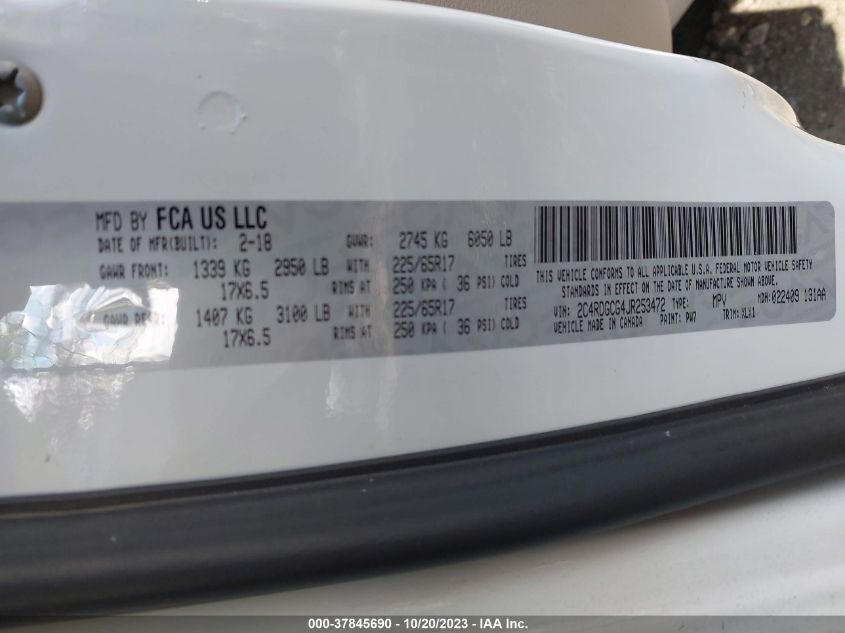 MFD BY FCA US LLC
DATE OF MFR(BUILT): 2-18 GVWR: 2745 KG 6050 LB
GAWR FRONT: 1339 KG 2950 LB WITH 225/65R17 TIRES
17X6.5 RIMS AT 250 KPA ( 36 PSI) COLD
GAWR REAR: 1407 KG 3100 LB WITH 225/65R17 TIRES
17X6.5 RIMS AT 250 KPA ( 36 PSI) COLD
THIS VEHICLE CONFORMS TO ALL APPLICABLE U.S.A. FEDERAL MOTOR VEHICLE SAFETY
STANDARDS IN EFFECT ON THE DATE OF MANUFACTURE SHOWN ABOVE.
VIN: 2C4RDGCG4JR253472 TYPE: MPV MDH: 022409 131AA
VEHICLE MADE IN CANADA PAINT: PW7 TRIM: XLX1
000-37845690 - 10/20/2023 - IAA Inc.